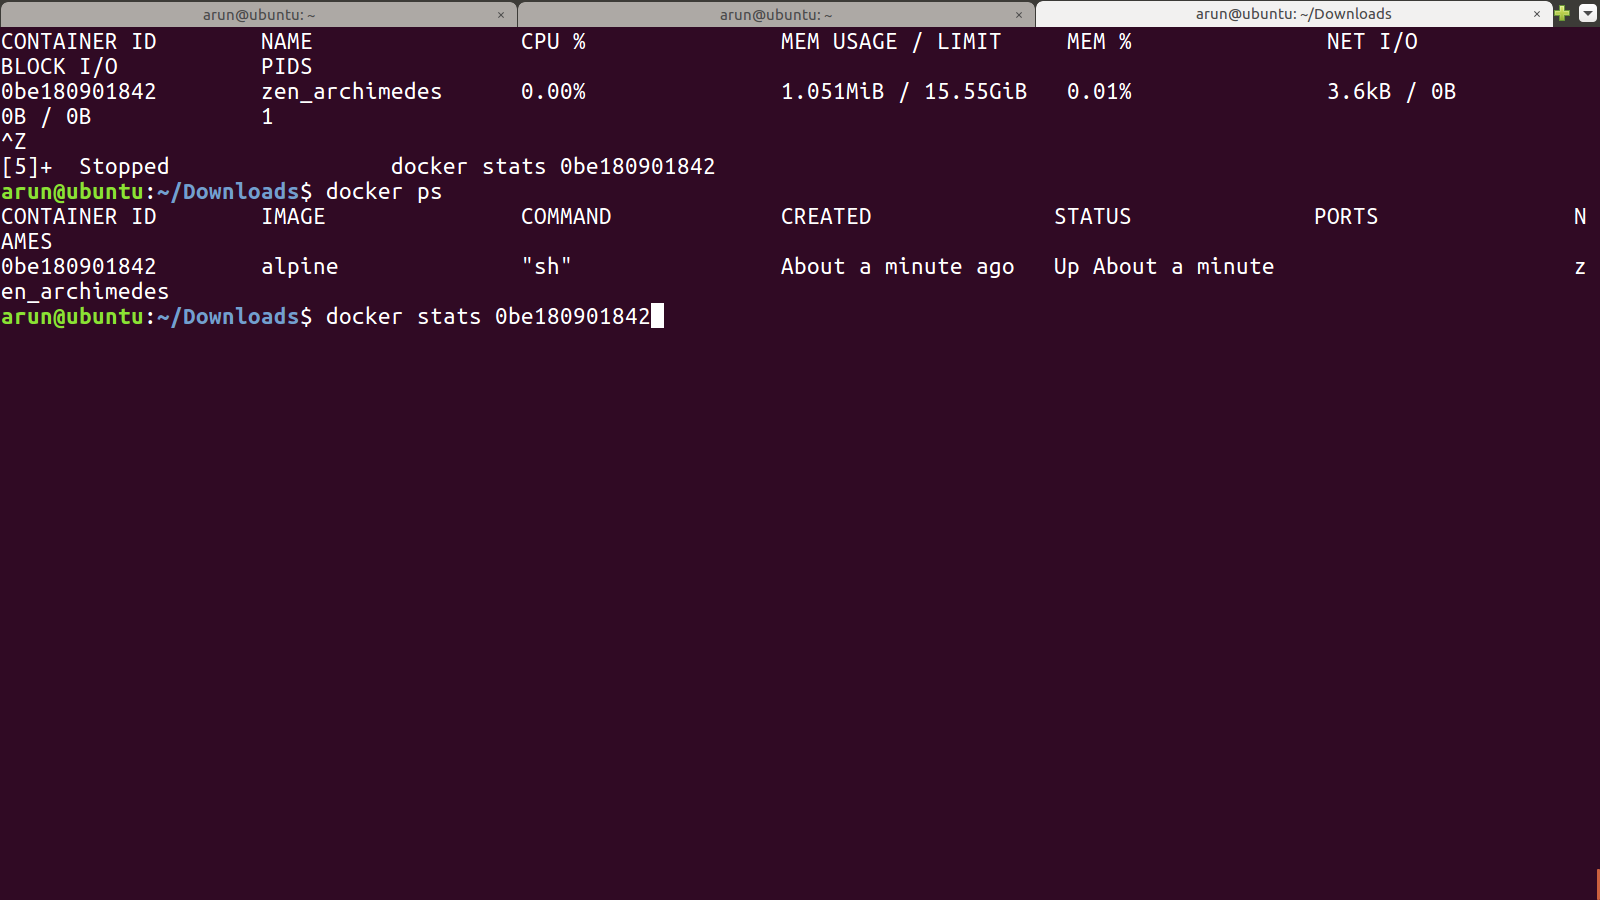 arun@ubuntu: ~ × arun@ubuntu: ~ × arun@ubuntu: ~/Downloads ×
CONTAINER ID        NAME                CPU %               MEM USAGE / LIMIT     MEM %               NET I/O
BLOCK I/O           PIDS
0be180901842        zen_archimedes      0.00%               1.051MiB / 15.55GiB   0.01%               3.6kB / 0B
0B / 0B             1
^Z
[5]+  Stopped                 docker stats 0be180901842
arun@ubuntu:~/Downloads$ docker ps
CONTAINER ID        IMAGE               COMMAND             CREATED              STATUS              PORTS               N
AMES
0be180901842        alpine              "sh"                About a minute ago   Up About a minute                       z
en_archimedes
arun@ubuntu:~/Downloads$ docker stats 0be180901842